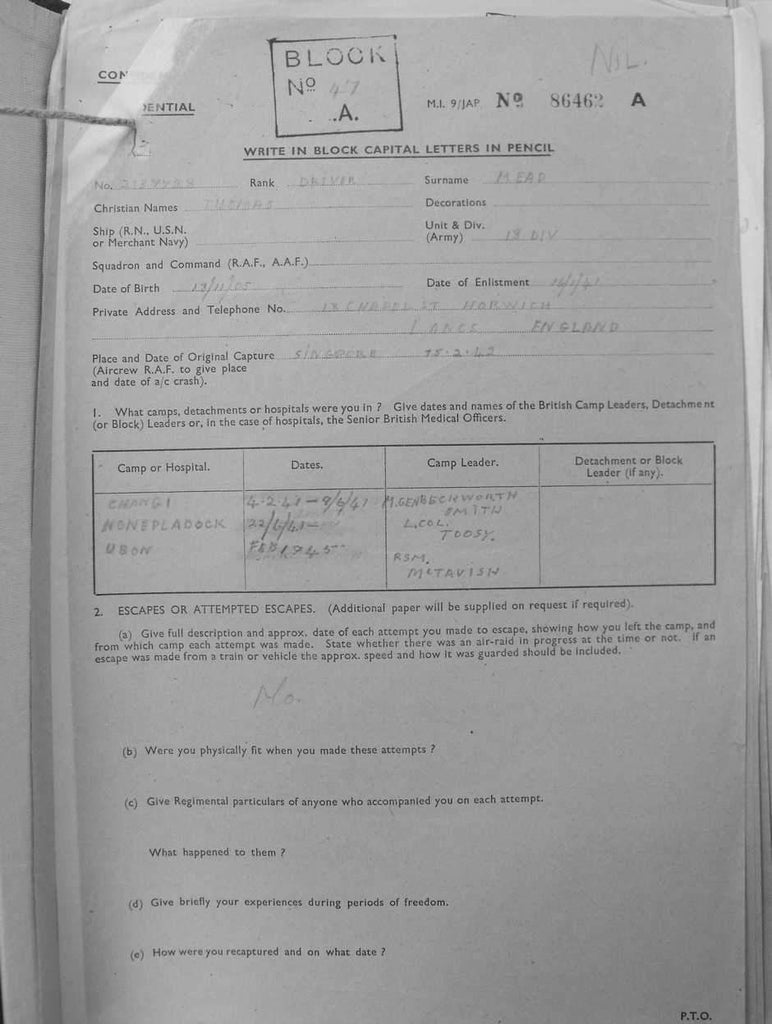 CON
DENTIAL
BLOCK
Nº 47
.A.
NIL.
M.I. 9/JAP Nº 86462 A
WRITE IN BLOCK CAPITAL LETTERS IN PENCIL
No. Rank DRIVER Surname MEAD
Christian Names THOMAS Decorations
Ship (R.N., U.S.N.
or Merchant Navy) Unit & Div.
(Army) 18 DIV
Squadron and Command (R.A.F., A.A.F.)
Date of Birth 13/11/05 Date of Enlistment
Private Address and Telephone No. 13 CHAPEL ST HORWICH
LANCS ENGLAND
Place and Date of Original Capture SINGPORE 15.2.42
(Aircrew R.A.F. to give place
and date of a/c crash).
1. What camps, detachments or hospitals were you in ? Give dates and names of the British Camp Leaders, Detachment
(or Block) Leaders or, in the case of hospitals, the Senior British Medical Officers.
Camp or Hospital. Dates. Camp Leader. Detachment or Block
Leader (if any).
CHANGI M.GEN BECKWORTH
SMITH
NONEPLADOCK L.COL.
TOOSY.
UBON FEB 1945 RSM.
McTAVISH
2. ESCAPES OR ATTEMPTED ESCAPES. (Additional paper will be supplied on request if required).
(a) Give full description and approx. date of each attempt you made to escape, showing how you left the camp, and
from which camp each attempt was made. State whether there was an air-raid in progress at the time or not. If an
escape was made from a train or vehicle the approx. speed and how it was guarded should be included.
No.
(b) Were you physically fit when you made these attempts ?
(c) Give Regimental particulars of anyone who accompanied you on each attempt.
What happened to them ?
(d) Give briefly your experiences during periods of freedom.
(e) How were you recaptured and on what date ?
P.T.O.